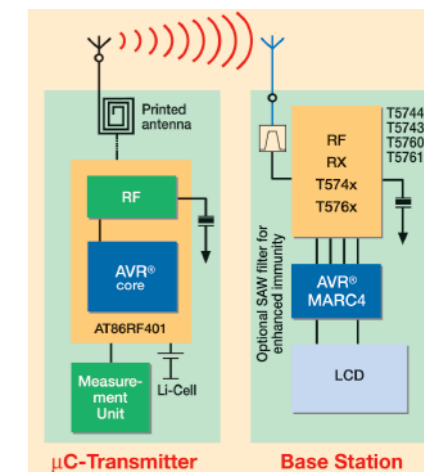 Printed
antenna
RF
AVR®
core
AT86RF401
Measure-
ment
Unit
Li-Cell
µC-Transmitter
T5744
T5743
T5760
T5761
RF
RX
T574x
T576x
Optional SAW filter for
enhanced immunity
AVR®
MARC4
LCD
Base Station